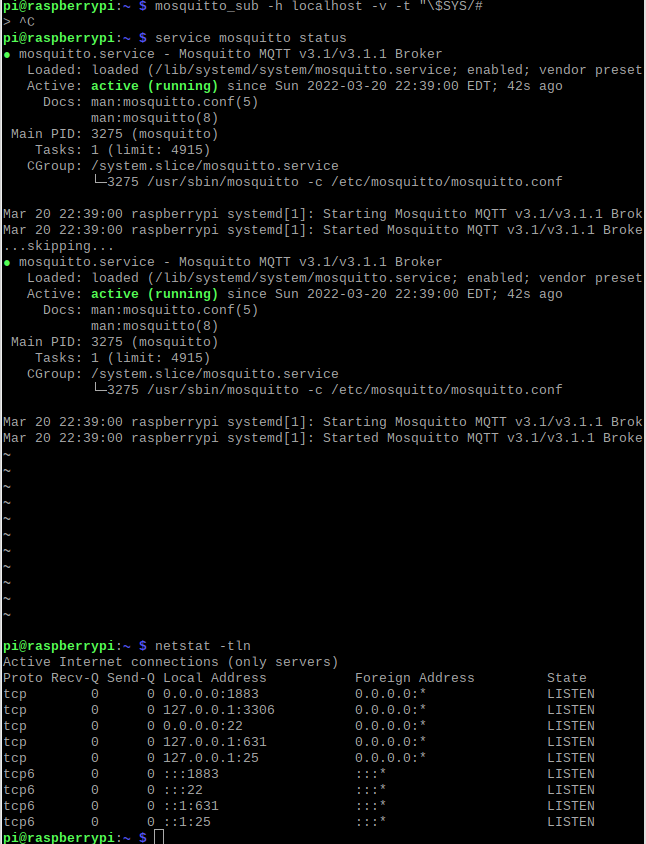 pi@raspberrypi:~ $ mosquitto_sub -h localhost -v -t "\$SYS/#
> ^C
pi@raspberrypi:~ $ service mosquitto status
● mosquitto.service - Mosquitto MQTT v3.1/v3.1.1 Broker
   Loaded: loaded (/lib/systemd/system/mosquitto.service; enabled; vendor preset
   Active: active (running) since Sun 2022-03-20 22:39:00 EDT; 42s ago
     Docs: man:mosquitto.conf(5)
           man:mosquitto(8)
 Main PID: 3275 (mosquitto)
    Tasks: 1 (limit: 4915)
   CGroup: /system.slice/mosquitto.service
           └─3275 /usr/sbin/mosquitto -c /etc/mosquitto/mosquitto.conf
Mar 20 22:39:00 raspberrypi systemd[1]: Starting Mosquitto MQTT v3.1/v3.1.1 Brok
Mar 20 22:39:00 raspberrypi systemd[1]: Started Mosquitto MQTT v3.1/v3.1.1 Broke
...skipping...
● mosquitto.service - Mosquitto MQTT v3.1/v3.1.1 Broker
   Loaded: loaded (/lib/systemd/system/mosquitto.service; enabled; vendor preset
   Active: active (running) since Sun 2022-03-20 22:39:00 EDT; 42s ago
     Docs: man:mosquitto.conf(5)
           man:mosquitto(8)
 Main PID: 3275 (mosquitto)
    Tasks: 1 (limit: 4915)
   CGroup: /system.slice/mosquitto.service
           └─3275 /usr/sbin/mosquitto -c /etc/mosquitto/mosquitto.conf
Mar 20 22:39:00 raspberrypi systemd[1]: Starting Mosquitto MQTT v3.1/v3.1.1 Brok
Mar 20 22:39:00 raspberrypi systemd[1]: Started Mosquitto MQTT v3.1/v3.1.1 Broke
~
~
~
~
~
~
~
~
~
~
~
pi@raspberrypi:~ $ netstat -tln
Active Internet connections (only servers)
Proto Recv-Q Send-Q Local Address           Foreign Address         State
tcp        0      0 0.0.0.0:1883            0.0.0.0:*               LISTEN
tcp        0      0 127.0.0.1:3306          0.0.0.0:*               LISTEN
tcp        0      0 0.0.0.0:22              0.0.0.0:*               LISTEN
tcp        0      0 127.0.0.1:631           0.0.0.0:*               LISTEN
tcp        0      0 127.0.0.1:25            0.0.0.0:*               LISTEN
tcp6       0      0 :::1883                 :::*                    LISTEN
tcp6       0      0 :::22                   :::*                    LISTEN
tcp6       0      0 ::1:631                 :::*                    LISTEN
tcp6       0      0 ::1:25                  :::*                    LISTEN
pi@raspberrypi:~ $